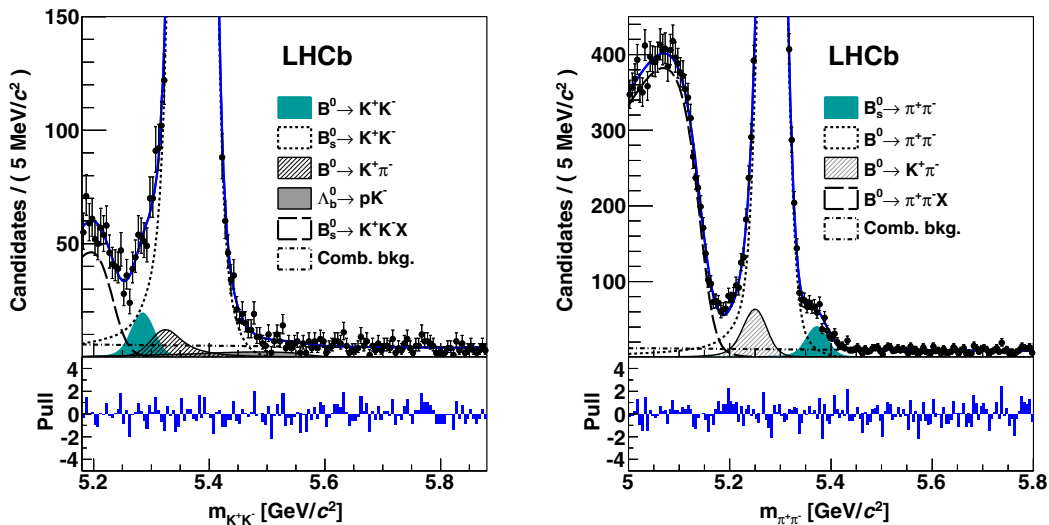 150
100
50
Candidates / ( 5 MeV/c²)
LHCb
B⁰→ K⁺K⁻
B⁰ₛ→ K⁺K⁻
B⁰→ K⁺π⁻
Λ⁰_b→ pK⁻
B⁰ₛ→ K⁺K⁻X
Comb. bkg.
4
2
0
-2
-4
Pull
5.2 5.4 5.6 5.8
m_K⁺K⁻ [GeV/c²]
400
300
200
100
Candidates / ( 5 MeV/c²)
LHCb
B⁰ₛ→ π⁺π⁻
B⁰→ π⁺π⁻
B⁰→ K⁺π⁻
B⁰→ π⁺π⁻X
Comb. bkg.
4
2
0
-2
-4
Pull
5 5.2 5.4 5.6 5.8
m_π⁺π⁻ [GeV/c²]